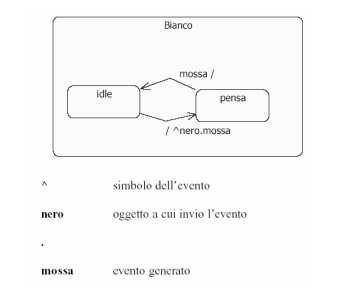 Bianco
mossa /
idle
pensa
/ ^nero.mossa
^ simbolo dell'evento
nero oggetto a cui invio l'evento
.
mossa evento generato